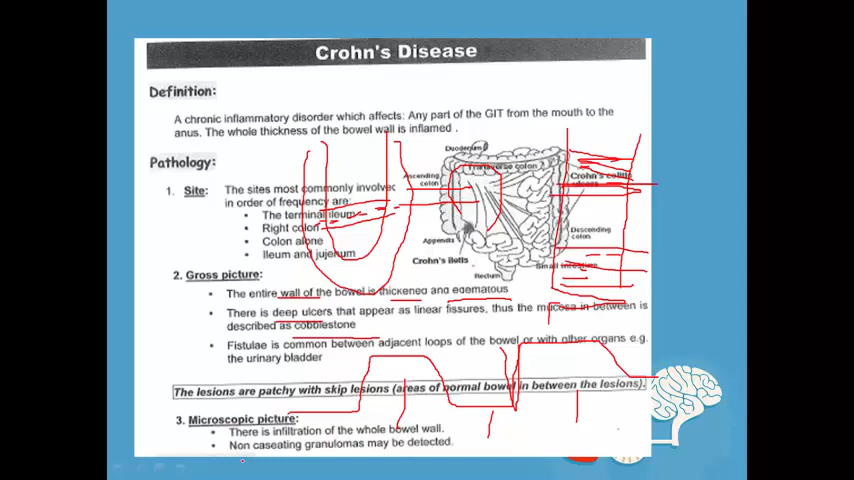 Crohn's Disease
Definition:
A chronic inflammatory disorder which affects: Any part of the GIT from the mouth to the
anus. The whole thickness of the bowel wall is inflamed .
Pathology:
1. Site: The sites most commonly involved
in order of frequency are:
• The terminal ileum
• Right colon
• Colon alone
• Ileum and jujenum
Duodenum
Transverse colon
Ascending
colon
Crohn's colitis
Descending
colon
Appendix
Crohn's ileitis
Small intestine
Rectum
2. Gross picture:
• The entire wall of the bowel is thickened and edematous
• There is deep ulcers that appear as linear fissures, thus the mucosa in between is
described as cobblestone
• Fistulae is common between adjacent loops of the bowel or with other organs e.g.
the urinary bladder
The lesions are patchy with skip lesions (areas of normal bowel in between the lesions).
3. Microscopic picture:
• There is infiltration of the whole bowel wall.
• Non caseating granulomas may be detected.